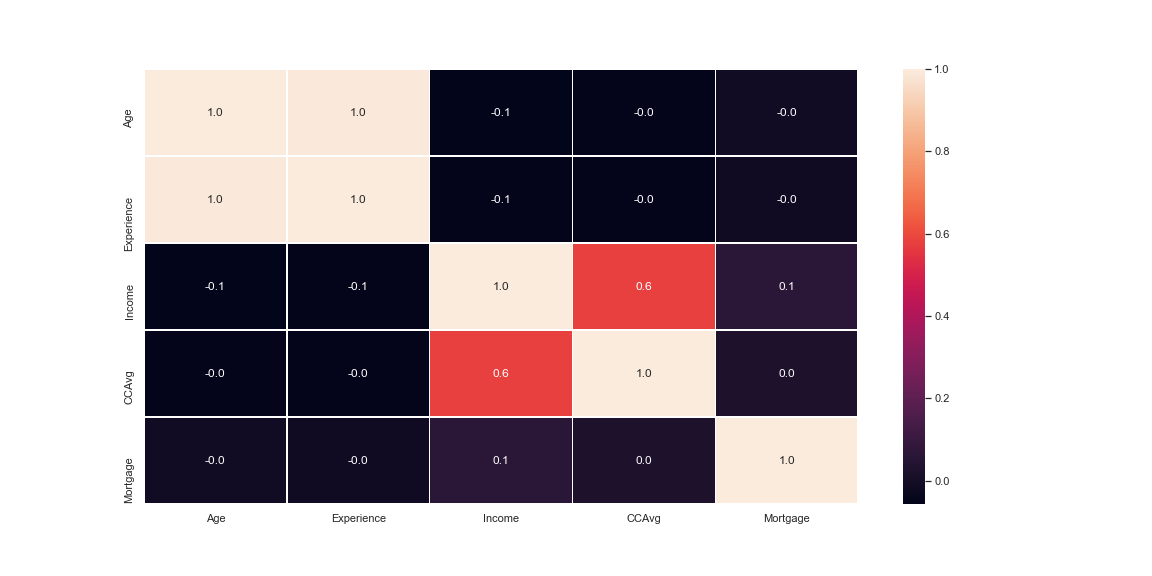 Age 1.0 1.0 -0.1 -0.0 -0.0
Experience 1.0 1.0 -0.1 -0.0 -0.0
Income -0.1 -0.1 1.0 0.6 0.1
CCAvg -0.0 -0.0 0.6 1.0 0.0
Mortgage -0.0 -0.0 0.1 0.0 1.0
Age Experience Income CCAvg Mortgage
1.0
0.8
0.6
0.4
0.2
0.0